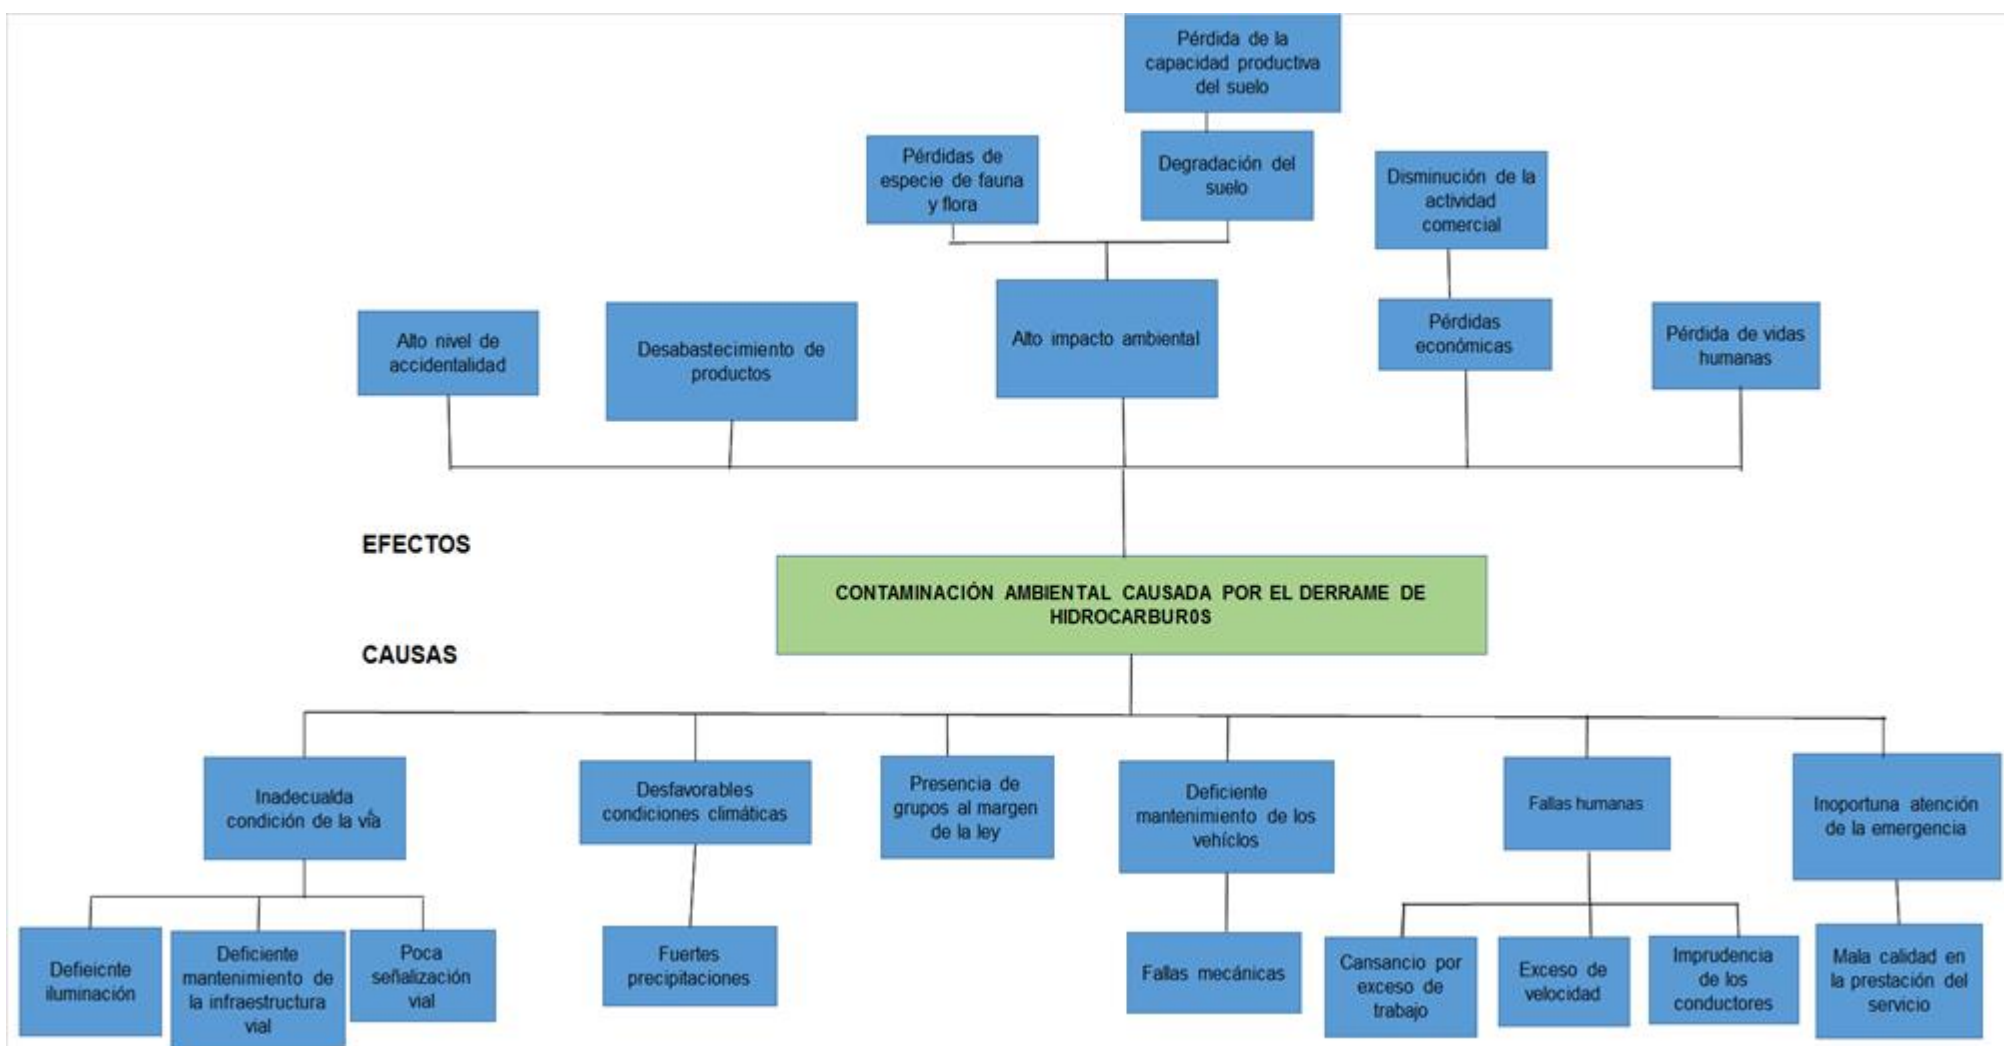 Pérdida de la
capacidad productiva
del suelo
Pérdidas de
especie de fauna
y flora
Degradación del
suelo
Disminución de la
actividad
comercial
Alto nivel de
accidentalidad
Desabastecimiento de
productos
Alto impacto ambiental
Pérdidas
económicas
Pérdida de vidas
humanas
EFECTOS
CONTAMINACIÓN AMBIENTAL CAUSADA POR EL DERRAME DE
HIDROCARBUR0S
CAUSAS
Inadecualda
condición de la vía
Desfavorables
condiciones climáticas
Presencia de
grupos al margen
de la ley
Deficiente
mantenimiento de los
vehíclos
Fallas humanas
Inoportuna atención
de la emergencia
Defieicnte
iluminación
Deficiente
mantenimiento de
la infraestructura
vial
Poca
señalización
vial
Fuertes
precipitaciones
Fallas mecánicas
Cansancio por
exceso de
trabajo
Exceso de
velocidad
Imprudencia
de los
conductores
Mala calidad en
la prestación del
servicio